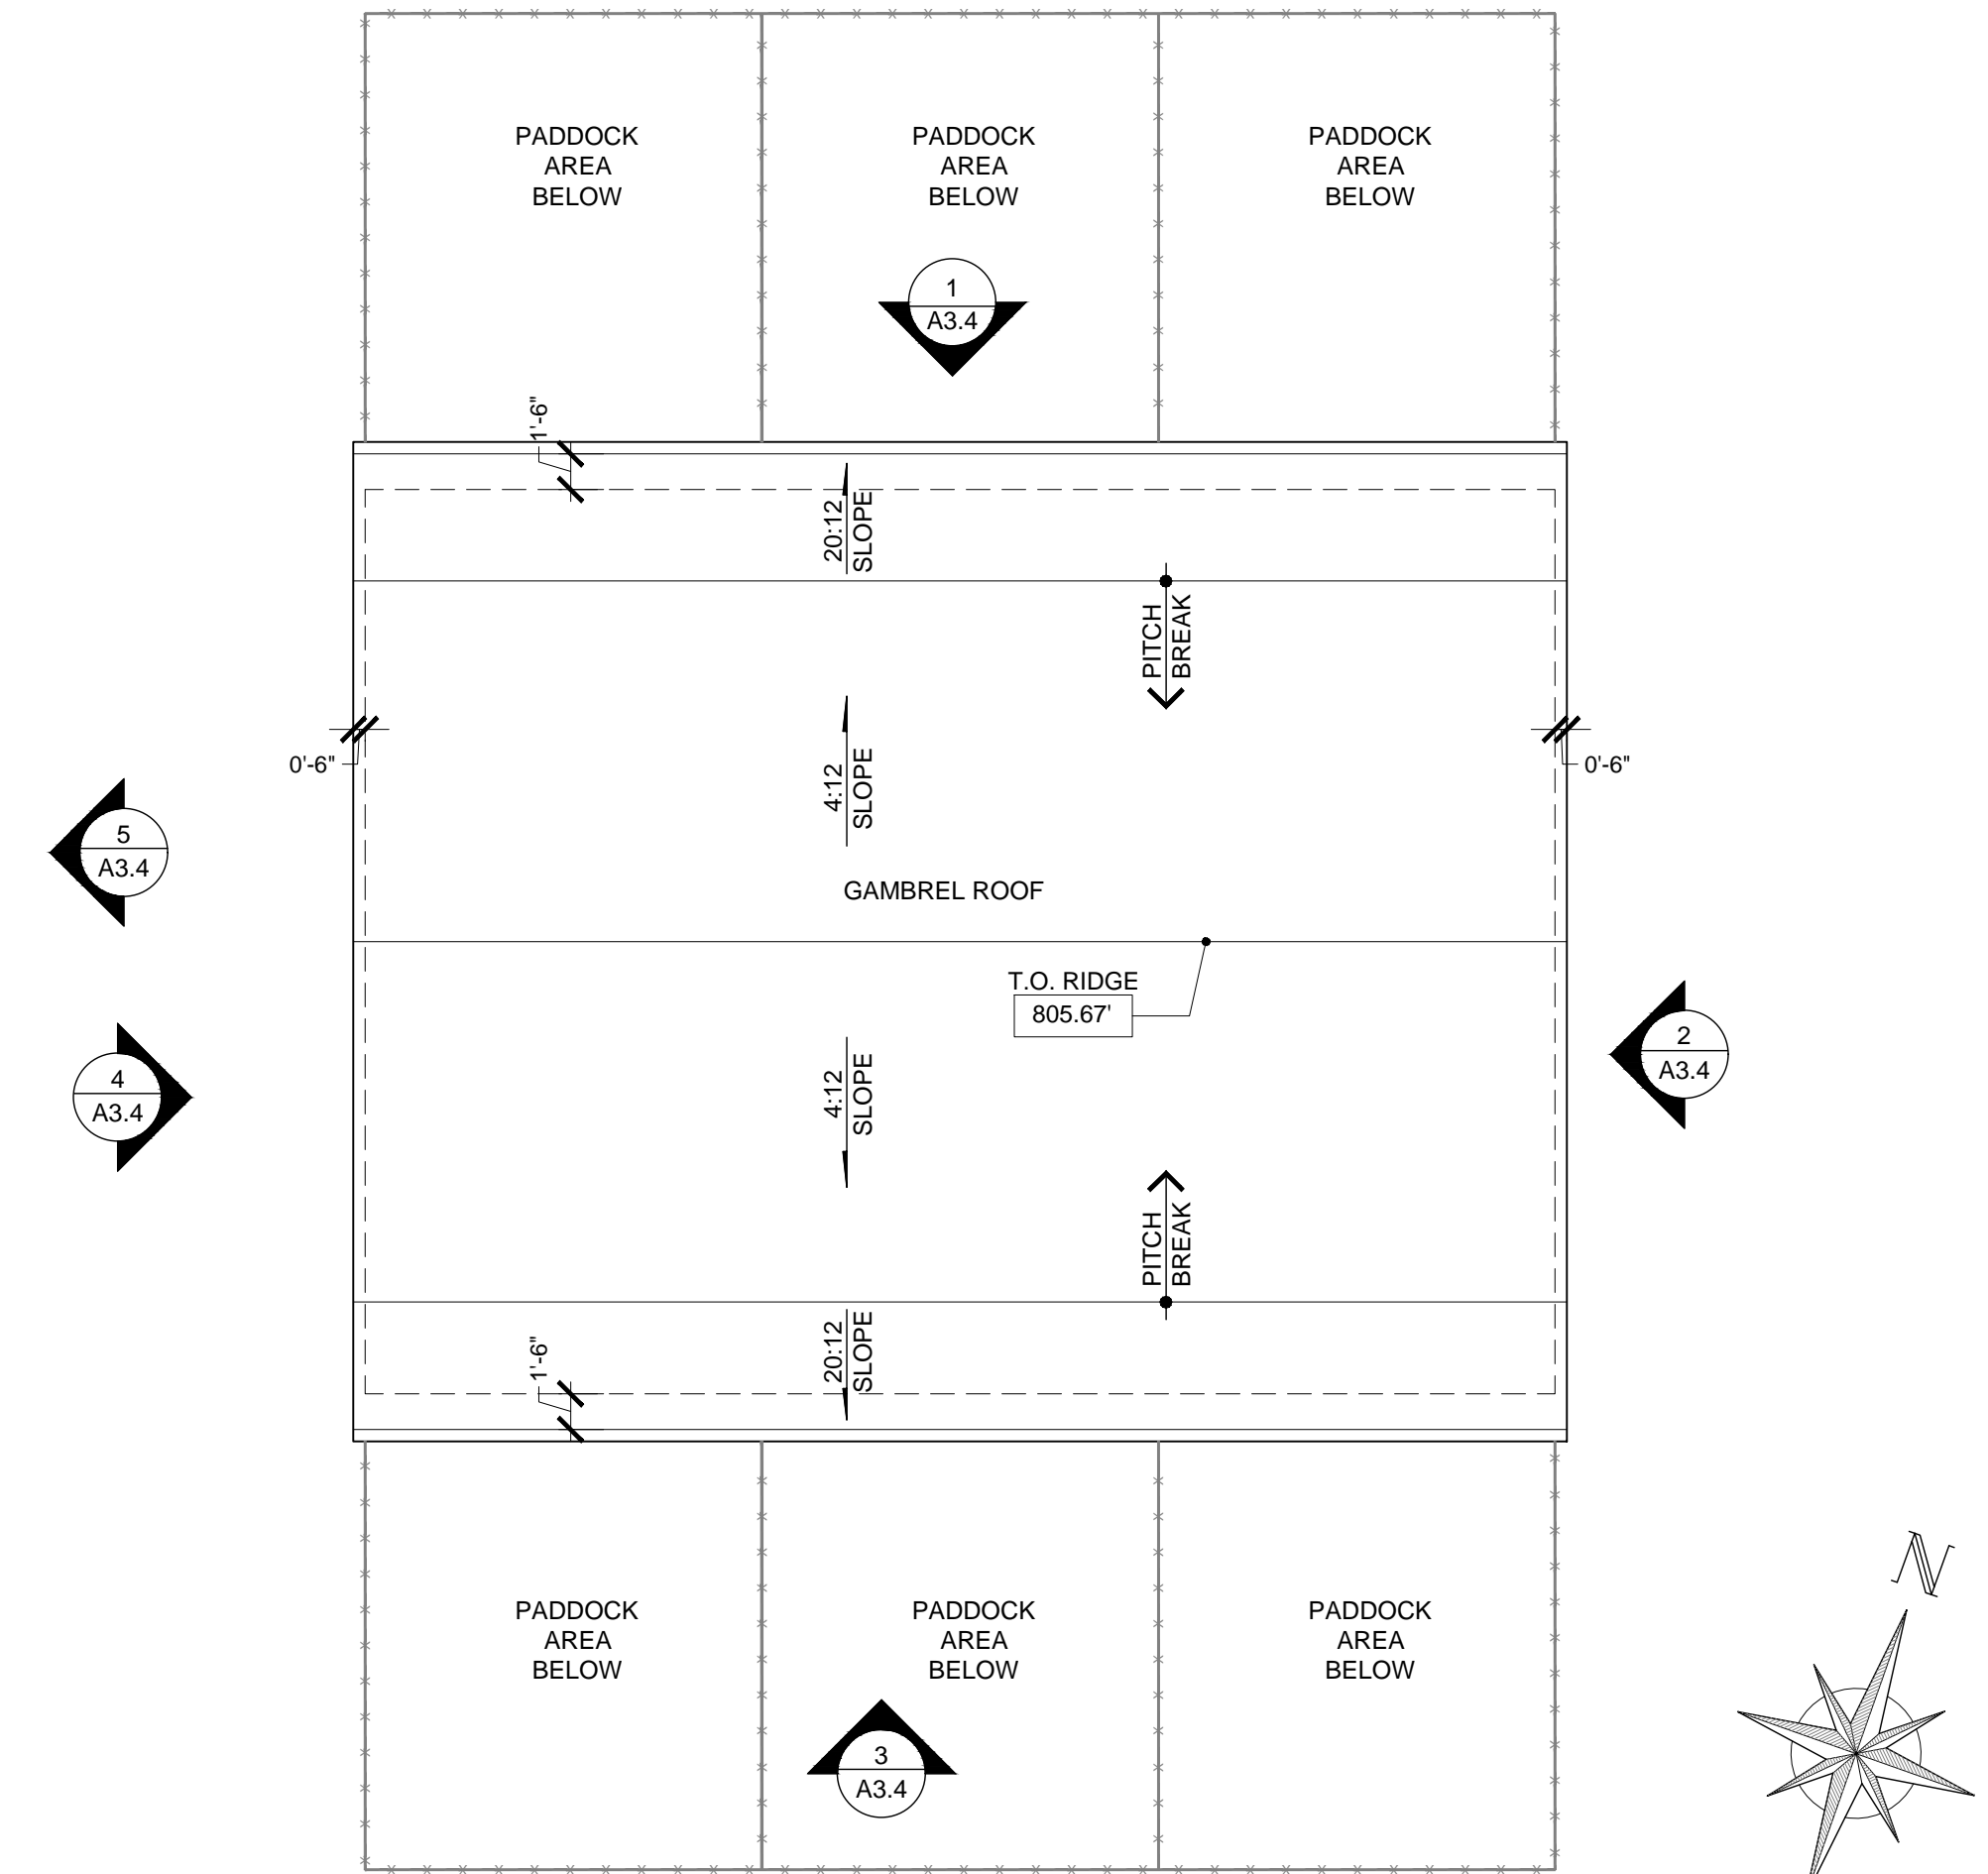 PADDOCK
AREA
BELOW
PADDOCK
AREA
BELOW
PADDOCK
AREA
BELOW
1
A3.4
1'-6"
20:12
SLOPE
PITCH
BREAK
0'-6"
0'-6"
4:12
SLOPE
5
A3.4
GAMBREL ROOF
T.O. RIDGE
805.67'
2
A3.4
4
A3.4
4:12
SLOPE
PITCH
BREAK
1'-6"
20:12
SLOPE
N
PADDOCK
AREA
BELOW
PADDOCK
AREA
BELOW
PADDOCK
AREA
BELOW
3
A3.4